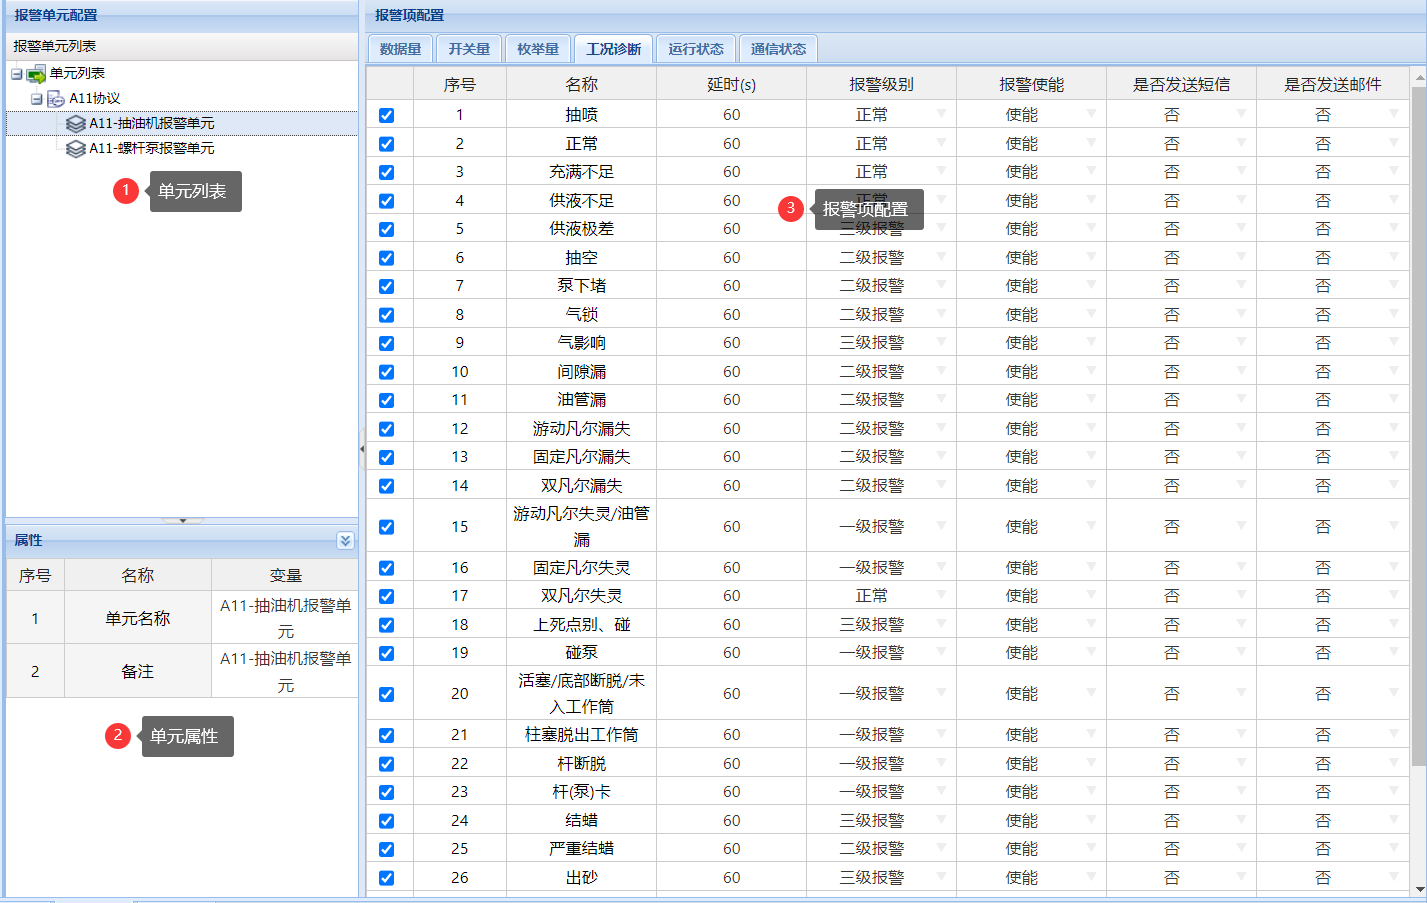 报警单元配置
报警单元列表
单元列表
A11协议
A11-抽油机报警单元
A11-螺杆泵报警单元
1 单元列表
属性
序号 名称 变量
1 单元名称 A11-抽油机报警单元
2 备注 A11-抽油机报警单元
2 单元属性
报警项配置
数据量 开关量 枚举量 工况诊断 运行状态 通信状态
序号 名称 延时(s) 报警级别 报警使能 是否发送短信 是否发送邮件
1 抽喷 60 正常 使能 否 否
2 正常 60 正常 使能 否 否
3 充满不足 60 正常 使能 否 否
4 供液不足 60 正常 使能 否 否
3 报警项配置
5 供液极差 60 三级报警 使能 否 否
6 抽空 60 二级报警 使能 否 否
7 泵下堵 60 二级报警 使能 否 否
8 气锁 60 二级报警 使能 否 否
9 气影响 60 三级报警 使能 否 否
10 间隙漏 60 二级报警 使能 否 否
11 油管漏 60 二级报警 使能 否 否
12 游动凡尔漏失 60 二级报警 使能 否 否
13 固定凡尔漏失 60 二级报警 使能 否 否
14 双凡尔漏失 60 二级报警 使能 否 否
15 游动凡尔失灵/油管漏 60 一级报警 使能 否 否
16 固定凡尔失灵 60 一级报警 使能 否 否
17 双凡尔失灵 60 正常 使能 否 否
18 上死点别、碰 60 三级报警 使能 否 否
19 碰泵 60 一级报警 使能 否 否
20 活塞/底部断脱/未入工作筒 60 一级报警 使能 否 否
21 柱塞脱出工作筒 60 一级报警 使能 否 否
22 杆断脱 60 一级报警 使能 否 否
23 杆(泵)卡 60 一级报警 使能 否 否
24 结蜡 60 三级报警 使能 否 否
25 严重结蜡 60 二级报警 使能 否 否
26 出砂 60 三级报警 使能 否 否